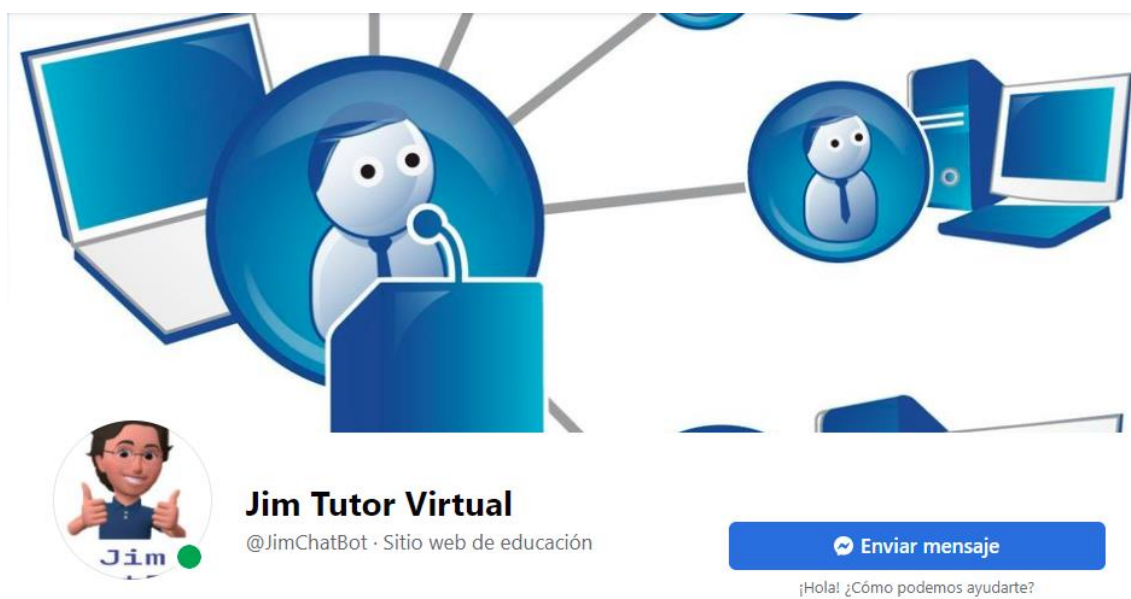 Jim
Jim Tutor Virtual
@JimChatBot · Sitio web de educación
Enviar mensaje
¡Hola! ¿Cómo podemos ayudarte?